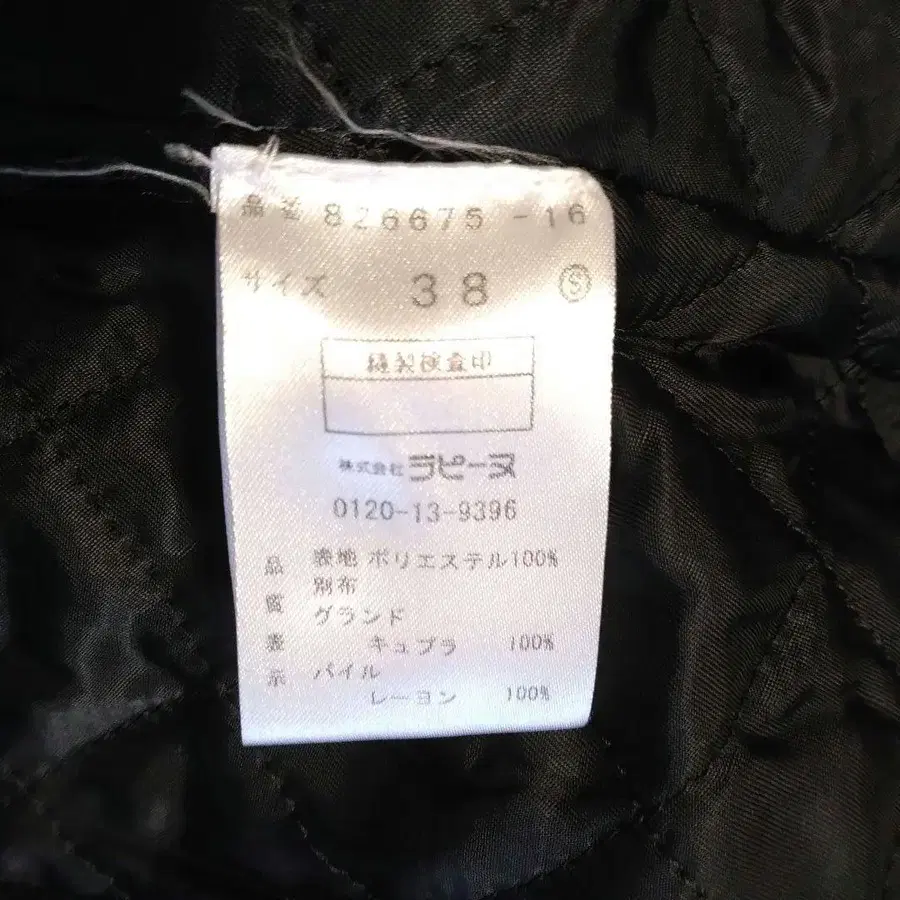 品番 826675 -16
サイズ 38 Ⓢ
縫製検査印
株式会社 ラピーヌ
0120-13-9396
品 表地 ポリエステル100%
別布
質 グランド
表 キュプラ 100%
示 パイル
レーヨン 100%